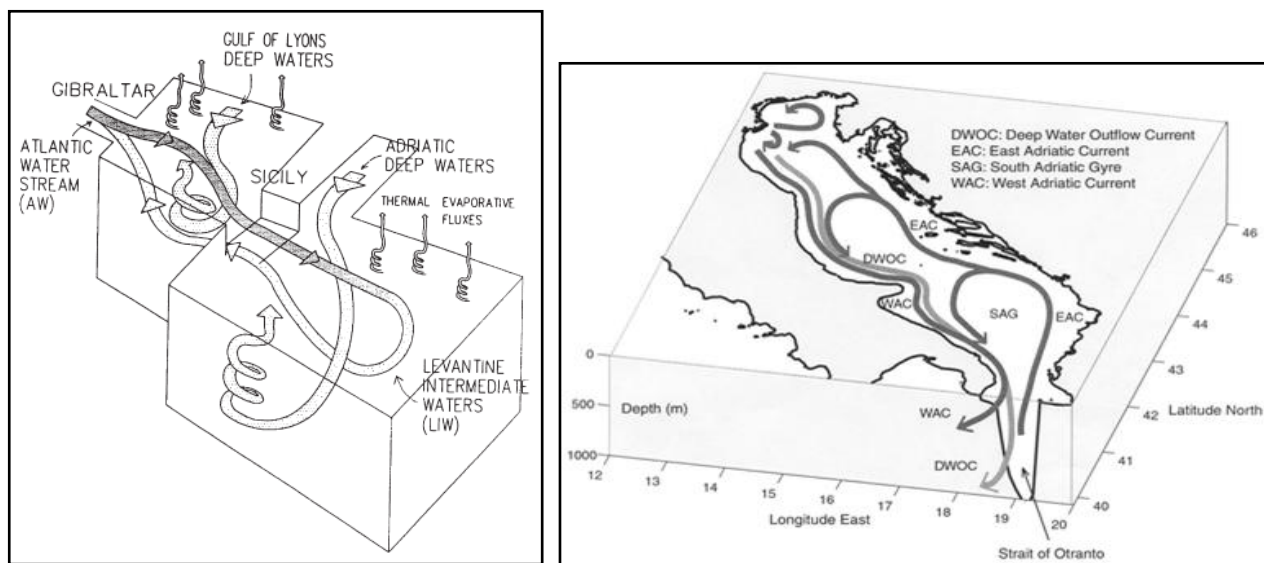 GULF OF LYONS
DEEP WATERS
GIBRALTAR
ATLANTIC
WATER
STREAM
(AW)
SICILY
ADRIATIC
DEEP WATERS
THERMAL EVAPORATIVE
FLUXES
LEVANTINE
INTERMEDIATE
WATERS
(LIW)
DWOC: Deep Water Outflow Current
EAC: East Adriatic Current
SAG: South Adriatic Gyre
WAC: West Adriatic Current
EAC
DWOC
WAC
SAG
EAC
WAC
DWOC
46
45
44
43
42
41
40
Latitude North
0
500
1000
Depth (m)
12
13
14
15
16
17
18
19
20
Longitude East
Strait of Otranto